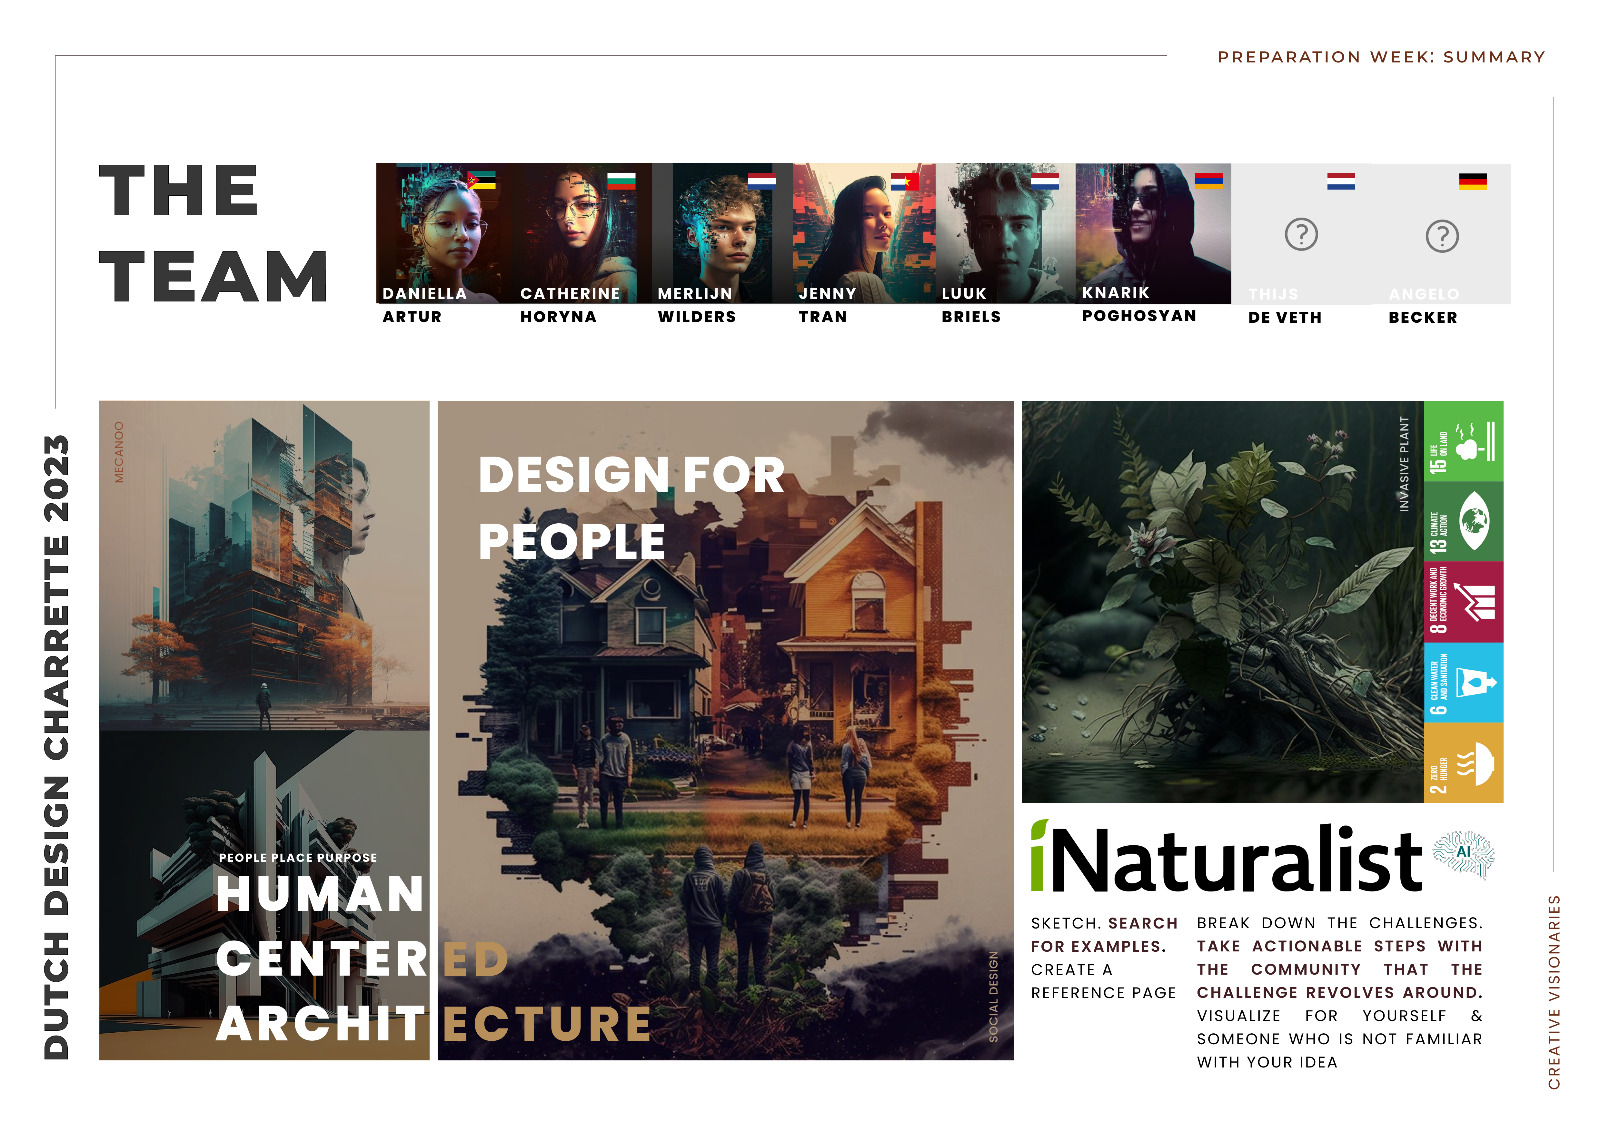 PREPARATION WEEK: SUMMARY
THE
TEAM
DANIELLA
ARTUR
CATHERINE
HORYNA
MERLIJN
WILDERS
JENNY
TRAN
LUUK
BRIELS
KNARIK
POGHOSYAN
THIJS
DE VETH
ANGELO
BECKER
DUTCH DESIGN CHARRETTE 2023
MECANOO
PEOPLE PLACE PURPOSE
HUMAN
CENTERED
ARCHITECTURE
DESIGN FOR
PEOPLE
SOCIAL DESIGN
INVASIVE PLANT
15 LIFE
ON LAND
13 CLIMATE
ACTION
8 DECENT WORK AND
ECONOMIC GROWTH
6 CLEAN WATER
AND SANITATION
2 ZERO
HUNGER
iNaturalist
AI
SKETCH. SEARCH
FOR EXAMPLES.
CREATE A
REFERENCE PAGE
BREAK DOWN THE CHALLENGES.
TAKE ACTIONABLE STEPS WITH
THE COMMUNITY THAT THE
CHALLENGE REVOLVES AROUND.
VISUALIZE FOR YOURSELF &
SOMEONE WHO IS NOT FAMILIAR
WITH YOUR IDEA
CREATIVE VISIONARIES